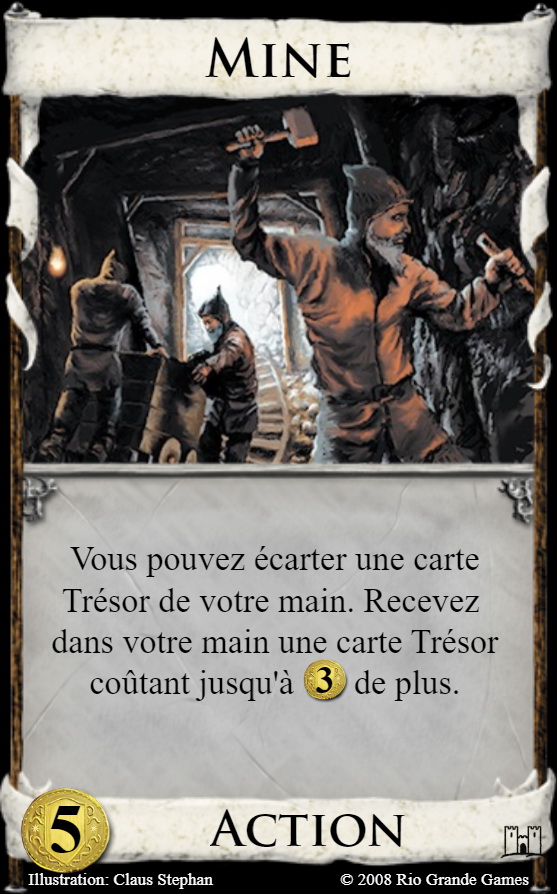 MINE
Vous pouvez écarter une carte
Trésor de votre main. Recevez
dans votre main une carte Trésor
coûtant jusqu'à 3 de plus.
5
ACTION
Illustration: Claus Stephan
© 2008 Rio Grande Games